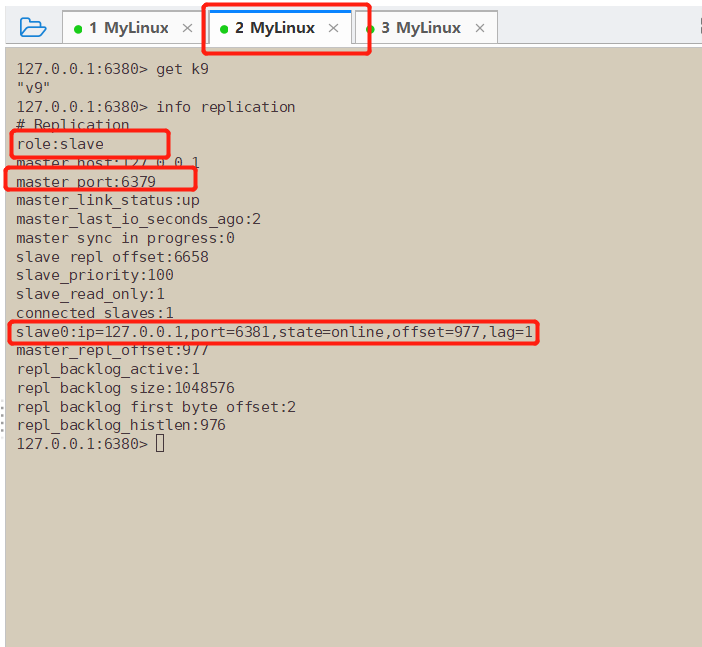 1 MyLinux × 2 MyLinux × 3 MyLinux ×
127.0.0.1:6380> get k9
"v9"
127.0.0.1:6380> info replication
# Replication
role:slave
master_host:127.0.0.1
master_port:6379
master_link_status:up
master_last_io_seconds_ago:2
master_sync_in_progress:0
slave_repl_offset:6658
slave_priority:100
slave_read_only:1
connected_slaves:1
slave0:ip=127.0.0.1,port=6381,state=online,offset=977,lag=1
master_repl_offset:977
repl_backlog_active:1
repl_backlog_size:1048576
repl_backlog_first_byte_offset:2
repl_backlog_histlen:976
127.0.0.1:6380>